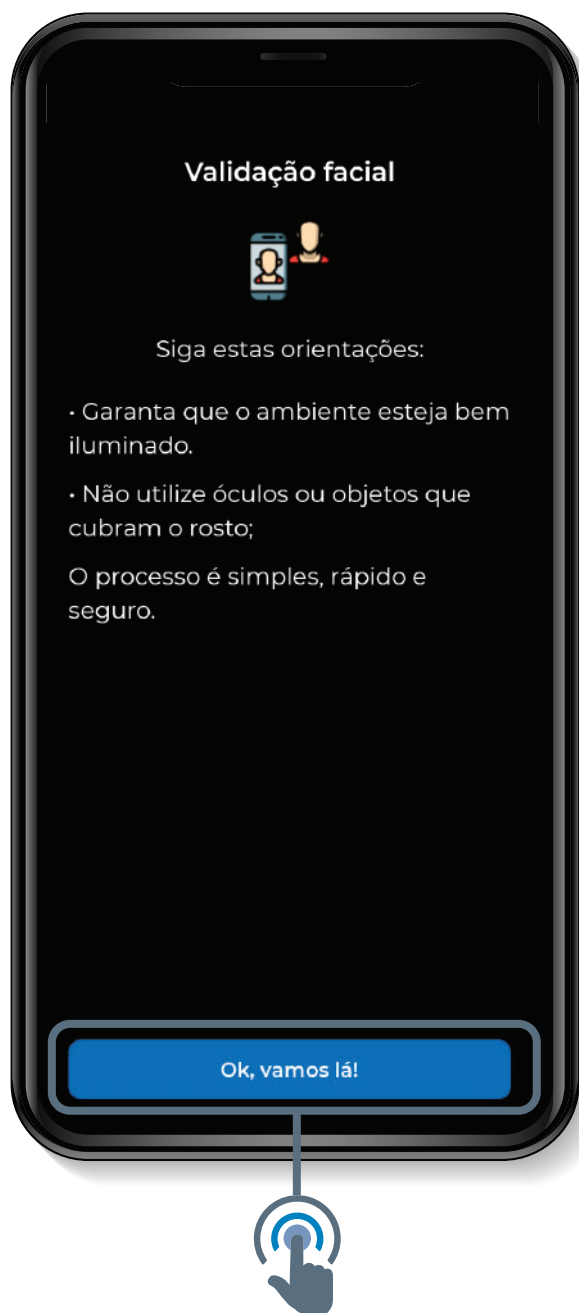 Validação facial
Siga estas orientações:
• Garanta que o ambiente esteja bem
iluminado.
• Não utilize óculos ou objetos que
cubram o rosto;
O processo é simples, rápido e
seguro.
Ok, vamos lá!